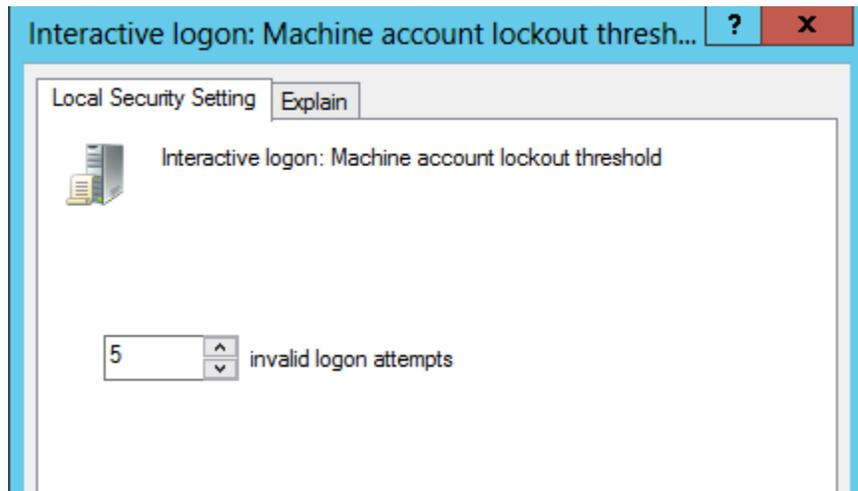 Interactive logon: Machine account lockout thresh...
?
x
Local Security Setting
Explain
Interactive logon: Machine account lockout threshold
5
invalid logon attempts